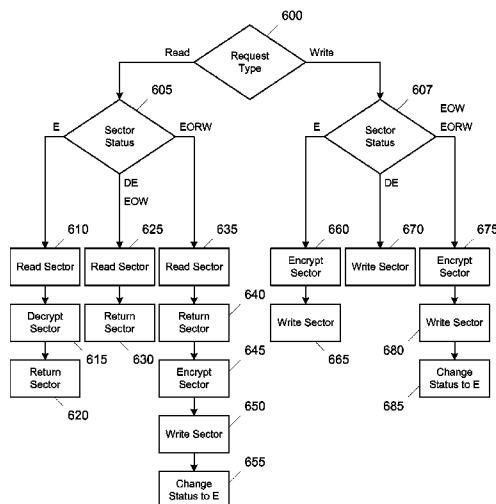 600
Request
Type
Read
Write
605
Sector
Status
E
EORW
DE
EOW
607
Sector
Status
EOW
EORW
E
DE
610
Read Sector
625
Read Sector
635
Read Sector
660
Encrypt
Sector
670
Write Sector
675
Encrypt
Sector
Decrypt
Sector
615
Return
Sector
630
Return
Sector
640
Write Sector
665
Write Sector
680
Return
Sector
620
Encrypt
Sector
645
Change
Status to E
685
Write Sector
650
Change
Status to E
655